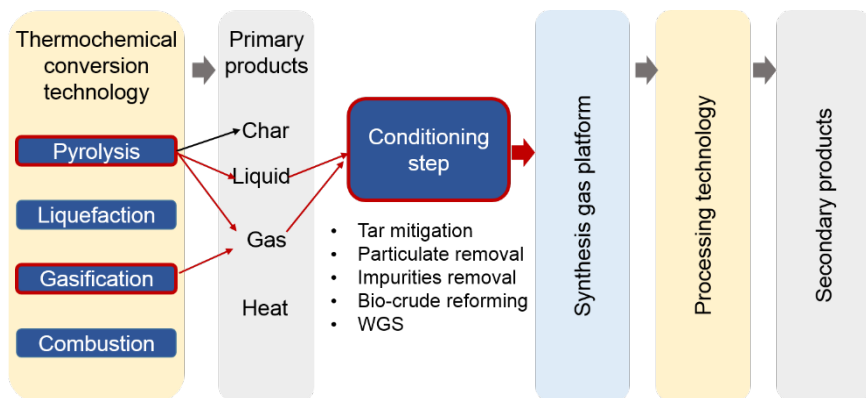 Thermochemical
conversion
technology
Pyrolysis
Liquefaction
Gasification
Combustion
Primary
products
Char
Liquid
Gas
Heat
Conditioning
step
• Tar mitigation
• Particulate removal
• Impurities removal
• Bio-crude reforming
• WGS
Synthesis gas platform
Processing technology
Secondary products